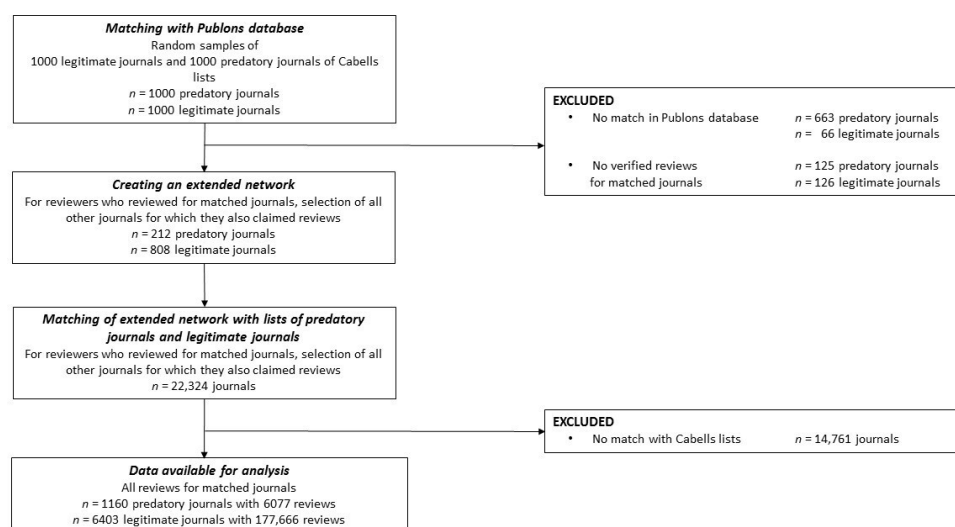 Matching with Publons database
Random samples of
1000 legitimate journals and 1000 predatory journals of Cabells
lists
n = 1000 predatory journals
n = 1000 legitimate journals
EXCLUDED
• No match in Publons database n = 663 predatory journals
n = 66 legitimate journals
• No verified reviews n = 125 predatory journals
for matched journals n = 126 legitimate journals
Creating an extended network
For reviewers who reviewed for matched journals, selection of all
other journals for which they also claimed reviews
n = 212 predatory journals
n = 808 legitimate journals
Matching of extended network with lists of predatory
journals and legitimate journals
For reviewers who reviewed for matched journals, selection of all
other journals for which they also claimed reviews
n = 22,324 journals
EXCLUDED
• No match with Cabells lists n = 14,761 journals
Data available for analysis
All reviews for matched journals
n = 1160 predatory journals with 6077 reviews
n = 6403 legitimate journals with 177,666 reviews